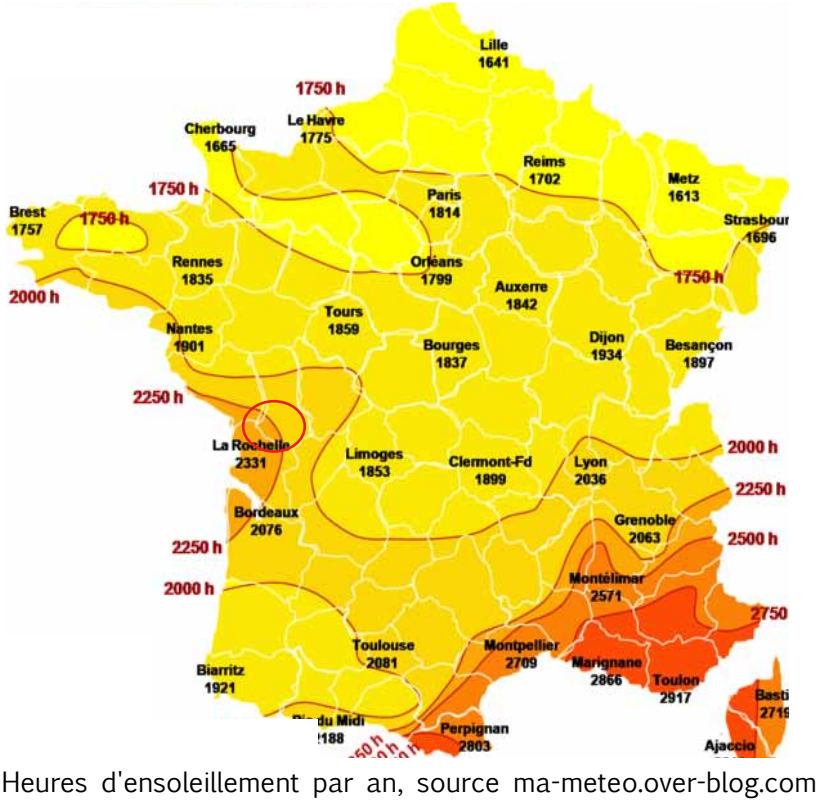 Lille
1641
1750 h
Le Havre
1775
Cherbourg
1665
Reims
1702
Metz
1613
1750 h
Paris
1814
Brest
1757
1750 h
Strasbour
1696
Rennes
1835
Orléans
1799
1750 h
2000 h
Auxerre
1842
Tours
1859
Nantes
1901
Bourges
1837
Dijon
1934
Besançon
1897
2250 h
La Rochelle
2331
Limoges
1853
Clermont-Fd
1899
Lyon
2036
2000 h
2250 h
Bordeaux
2076
Grenoble
2063
2500 h
2250 h
2000 h
Montélimar
2571
2750
Toulouse
2081
Montpellier
2709
Marignane
2866
Biarritz
1921
Toulon
2917
Basti
2719
du Midi
2188
Perpignan
2803
Ajaccio
Heures d'ensoleillement par an, source ma-meteo.over-blog.com